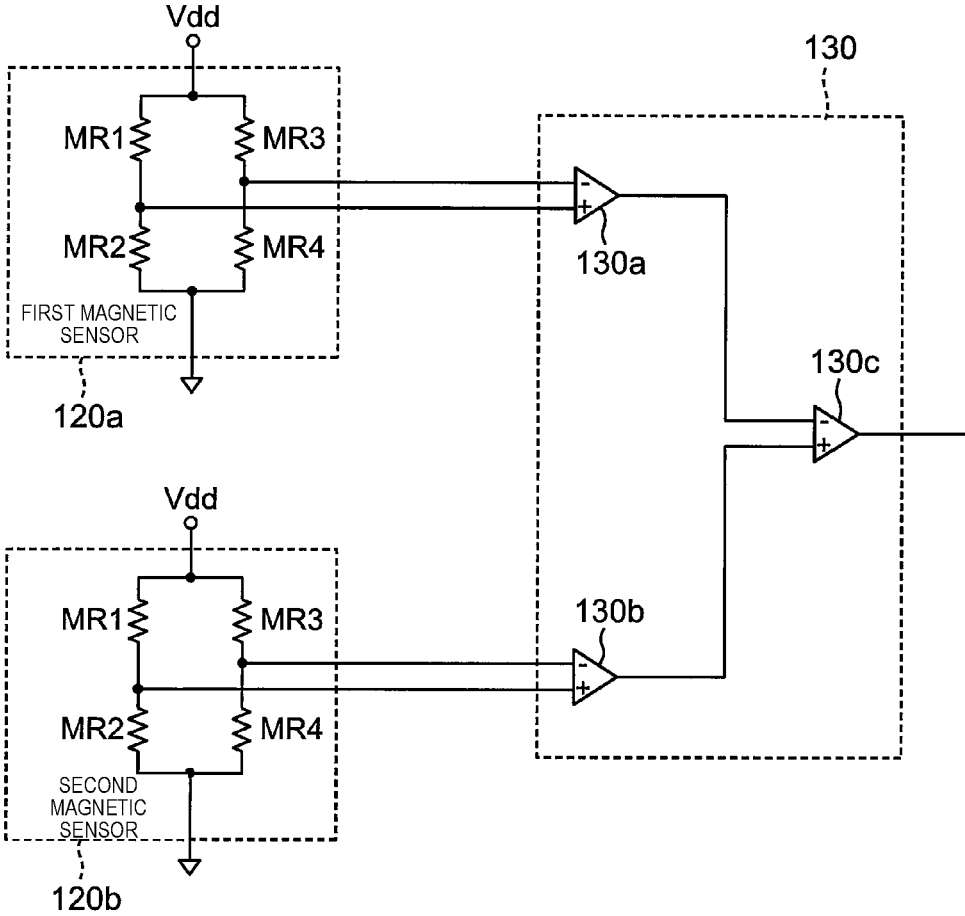 Vdd
130
MR1
MR3
-
+
MR2
MR4
130a
FIRST MAGNETIC
SENSOR
130c
120a
-
+
Vdd
MR1
MR3
130b
-
+
MR2
MR4
SECOND
MAGNETIC
SENSOR
120b